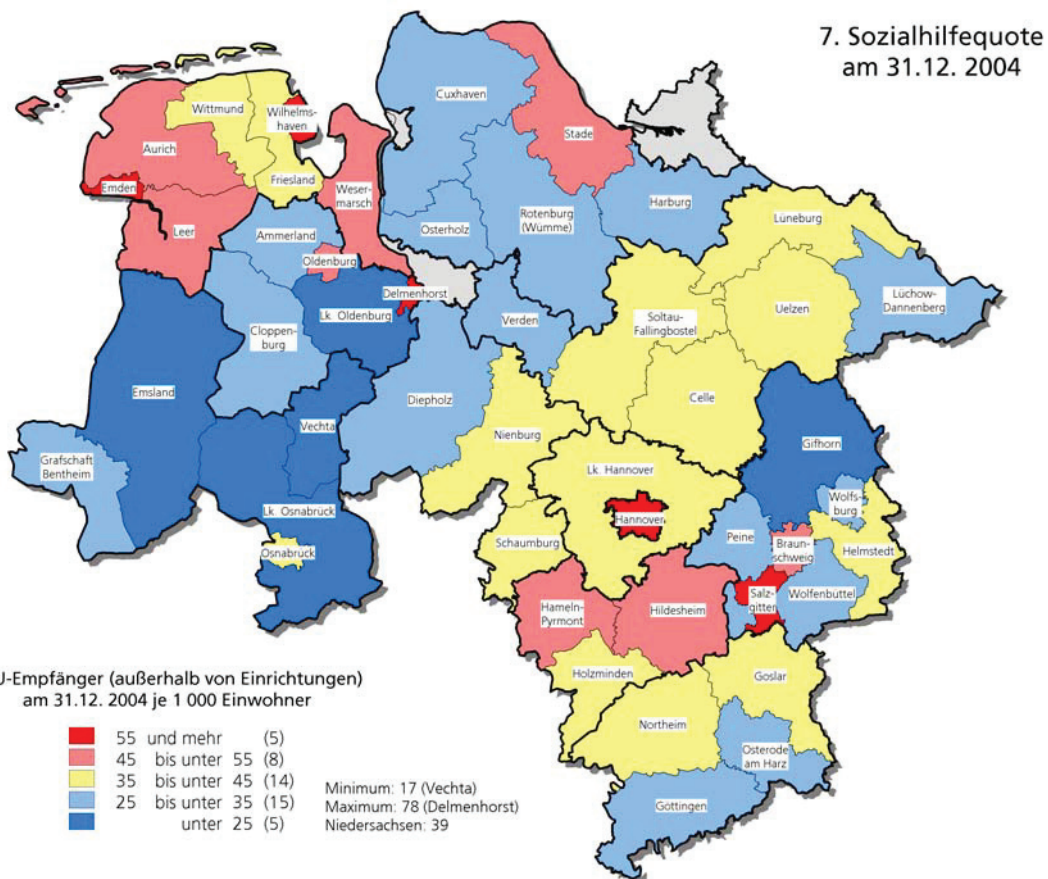 7. Sozialhilfequote
am 31.12. 2004
Cuxhaven
Wittmund
Wilhelms-
haven
Stade
Aurich
Emden
Friesland
Weser-
marsch
Harburg
Rotenburg
(Wümme)
Lüneburg
Leer
Ammerland
Osterholz
Oldenburg
Delmenhorst
Lk. Oldenburg
Lüchow-
Dannenberg
Uelzen
Verden
Soltau-
Fallingbostel
Cloppen-
burg
Emsland
Diepholz
Celle
Vechta
Nienburg
Gifhorn
Grafschaft
Bentheim
Lk. Hannover
Wolfs-
burg
Lk. Osnabrück
Hannover
Peine
Braun-
schweig
Helmstedt
Osnabrück
Schaumburg
Salz-
gitter
Wolfenbüttel
Hameln-
Pyrmont
Hildesheim
Holzminden
Goslar
Northeim
Osterode
am Harz
Göttingen
-Empfänger (außerhalb von Einrichtungen)
am 31.12. 2004 je 1 000 Einwohner
55 und mehr (5)
45 bis unter 55 (8)
35 bis unter 45 (14)
25 bis unter 35 (15)
unter 25 (5)
Minimum: 17 (Vechta)
Maximum: 78 (Delmenhorst)
Niedersachsen: 39